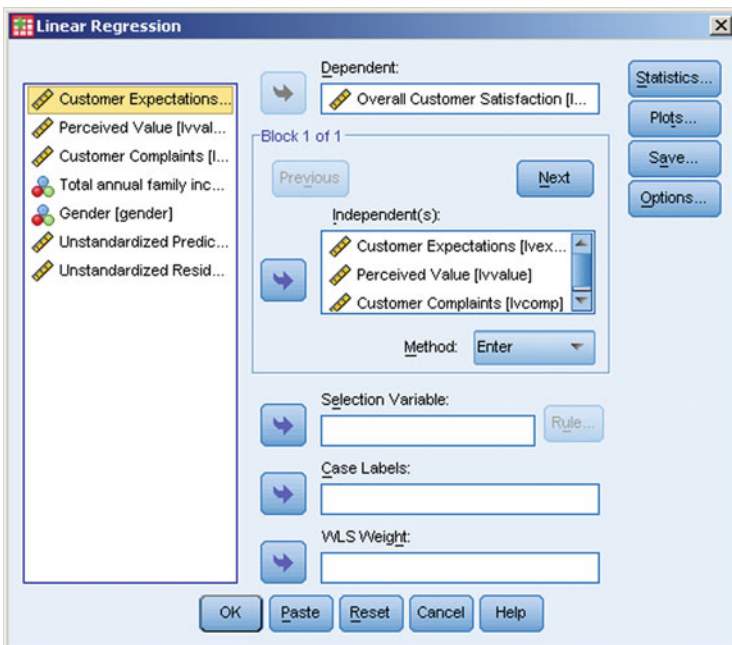 Linear Regression
Customer Expectations...
Perceived Value [lvval...
Customer Complaints [l...
Total annual family inc...
Gender [gender]
Unstandardized Predic...
Unstandardized Resid...
Dependent:
Overall Customer Satisfaction [l...
Block 1 of 1
Previous
Next
Independent(s):
Customer Expectations [lvex...
Perceived Value [lvvalue]
Customer Complaints [lvcomp]
Method: Enter
Selection Variable:
Rule...
Case Labels:
WLS Weight:
Statistics...
Plots...
Save...
Options...
OK Paste Reset Cancel Help